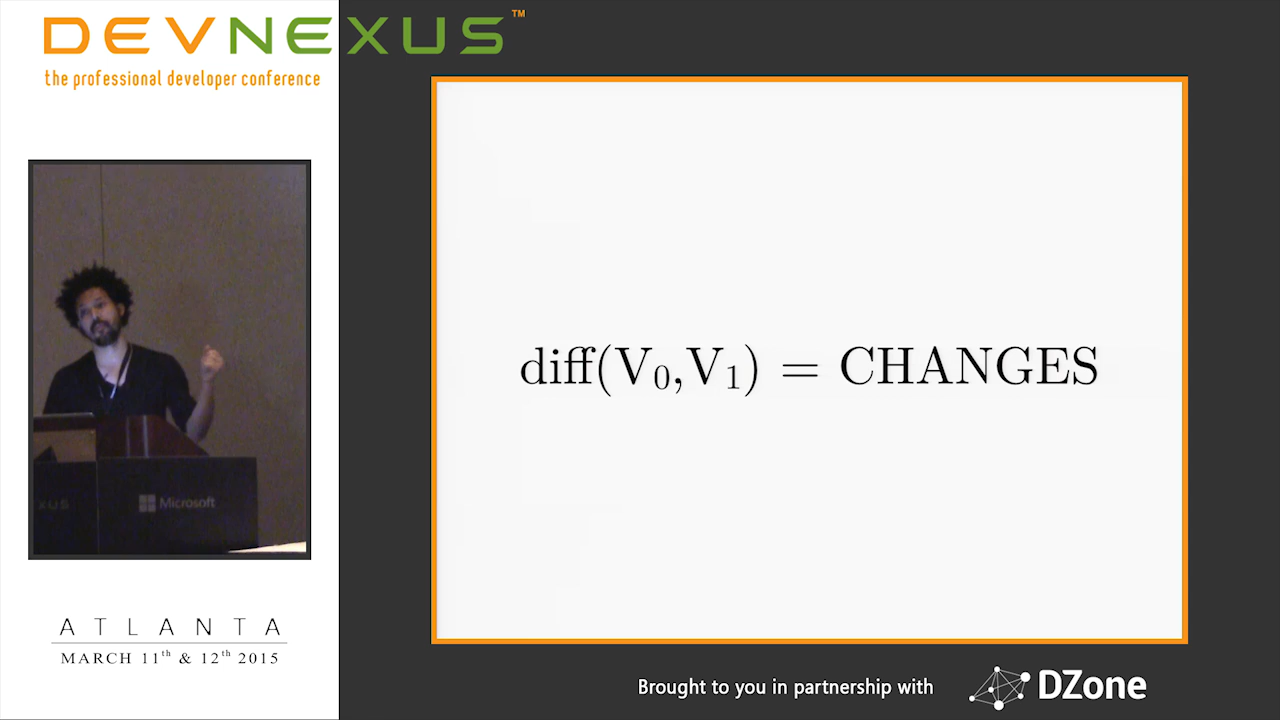 DEVNEXUS™
the professional developer conference
XUS
Microsoft
ATLANTA
MARCH 11th & 12th 2015
diff(V₀,V₁) = CHANGES
Brought to you in partnership with
DZone